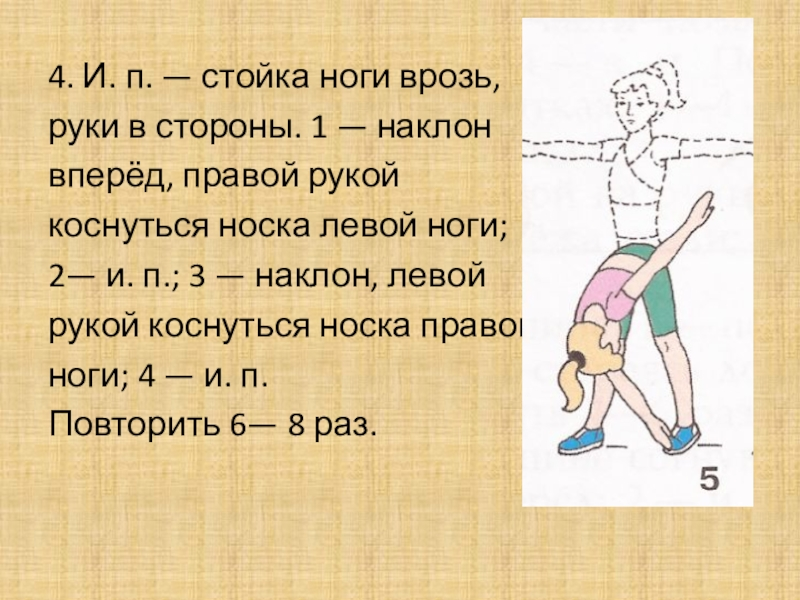 4. И. п. — стойка ноги врозь,
руки в стороны. 1 — наклон
вперёд, правой рукой
коснуться носка левой ноги;
2— и. п.; 3 — наклон, левой
рукой коснуться носка право
ноги; 4 — и. п.
Повторить 6— 8 раз.
5